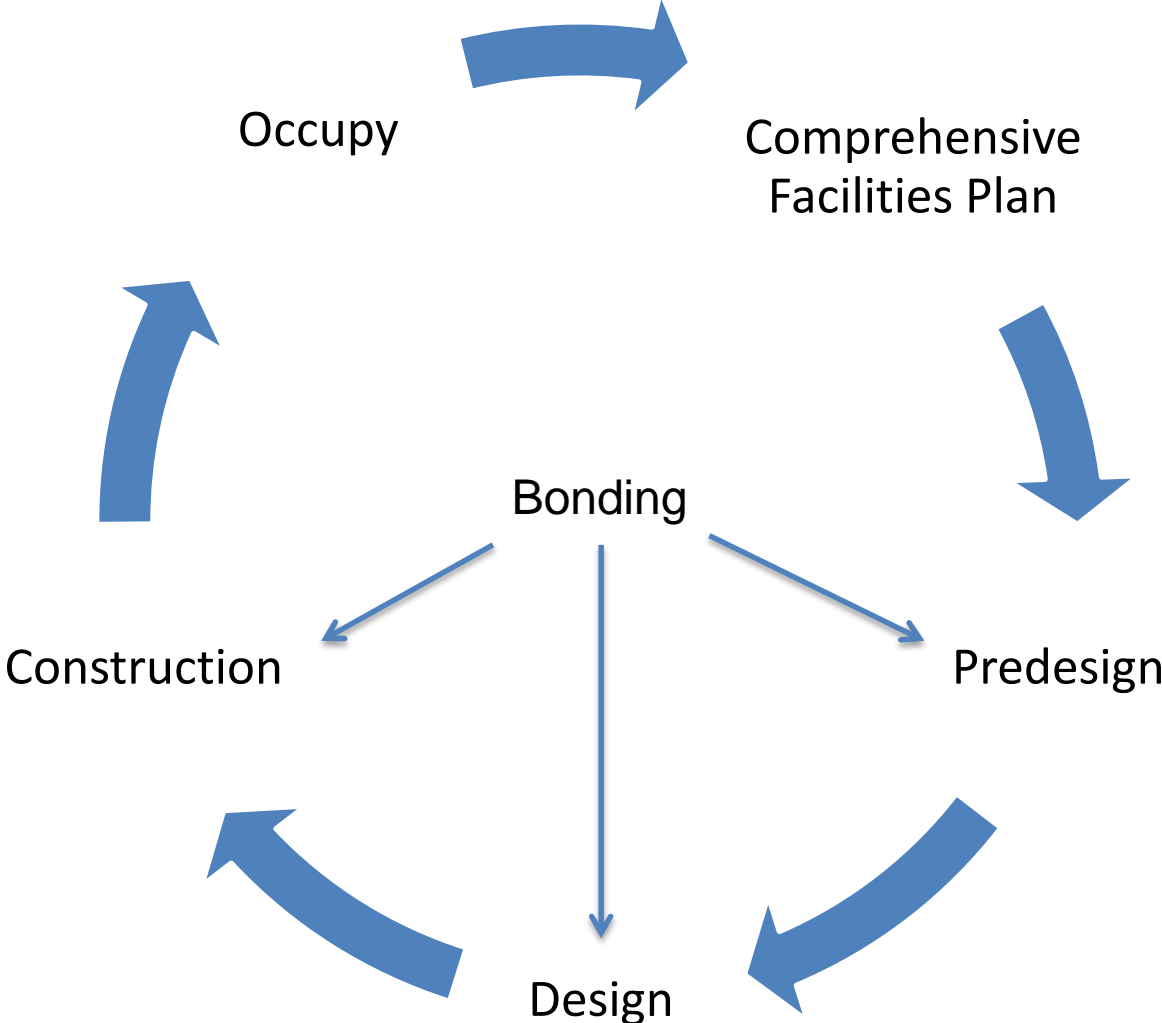 Occupy
Comprehensive
Facilities Plan
Bonding
Construction
Predesign
Design